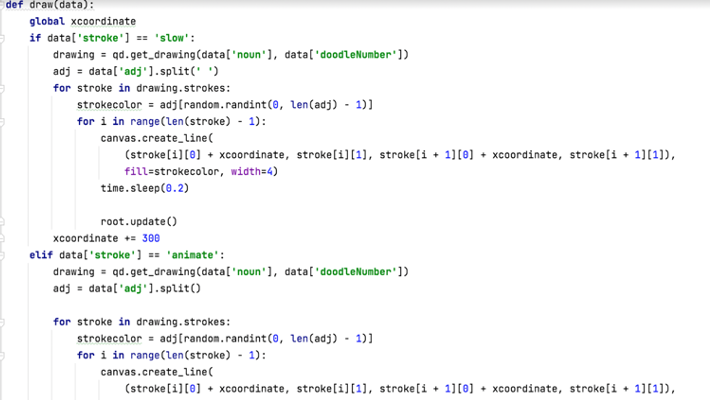 def draw(data):
global xcoordinate
if data['stroke'] == 'slow':
drawing = qd.get_drawing(data['noun'], data['doodleNumber'])
adj = data['adj'].split(' ')
for stroke in drawing.strokes:
strokecolor = adj[random.randint(0, len(adj) - 1)]
for i in range(len(stroke) - 1):
canvas.create_line(
(stroke[i][0] + xcoordinate, stroke[i][1], stroke[i + 1][0] + xcoordinate, stroke[i + 1][1]),
fill=strokecolor, width=4)
time.sleep(0.2)
root.update()
xcoordinate += 300
elif data['stroke'] == 'animate':
drawing = qd.get_drawing(data['noun'], data['doodleNumber'])
adj = data['adj'].split()
for stroke in drawing.strokes:
strokecolor = adj[random.randint(0, len(adj) - 1)]
for i in range(len(stroke) - 1):
canvas.create_line(
(stroke[i][0] + xcoordinate, stroke[i][1], stroke[i + 1][0] + xcoordinate, stroke[i + 1][1]),